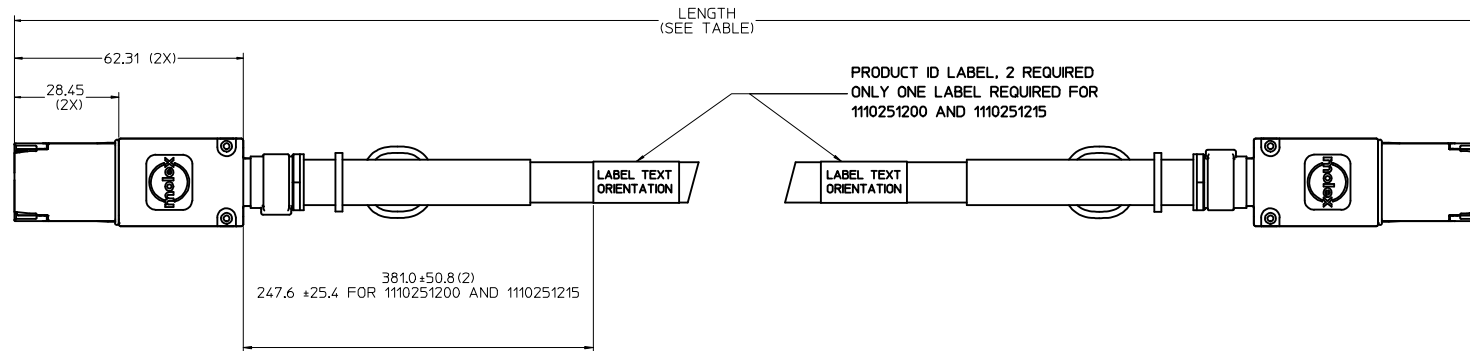 LENGTH
(SEE TABLE)
62.31 (2X)
28.45
(2X)
PRODUCT ID LABEL, 2 REQUIRED
ONLY ONE LABEL REQUIRED FOR
1110251200 AND 1110251215
molex
LABEL TEXT
ORIENTATION
LABEL TEXT
ORIENTATION
molex
381.0 ±50.8 (2)
247.6 ±25.4 FOR 1110251200 AND 1110251215